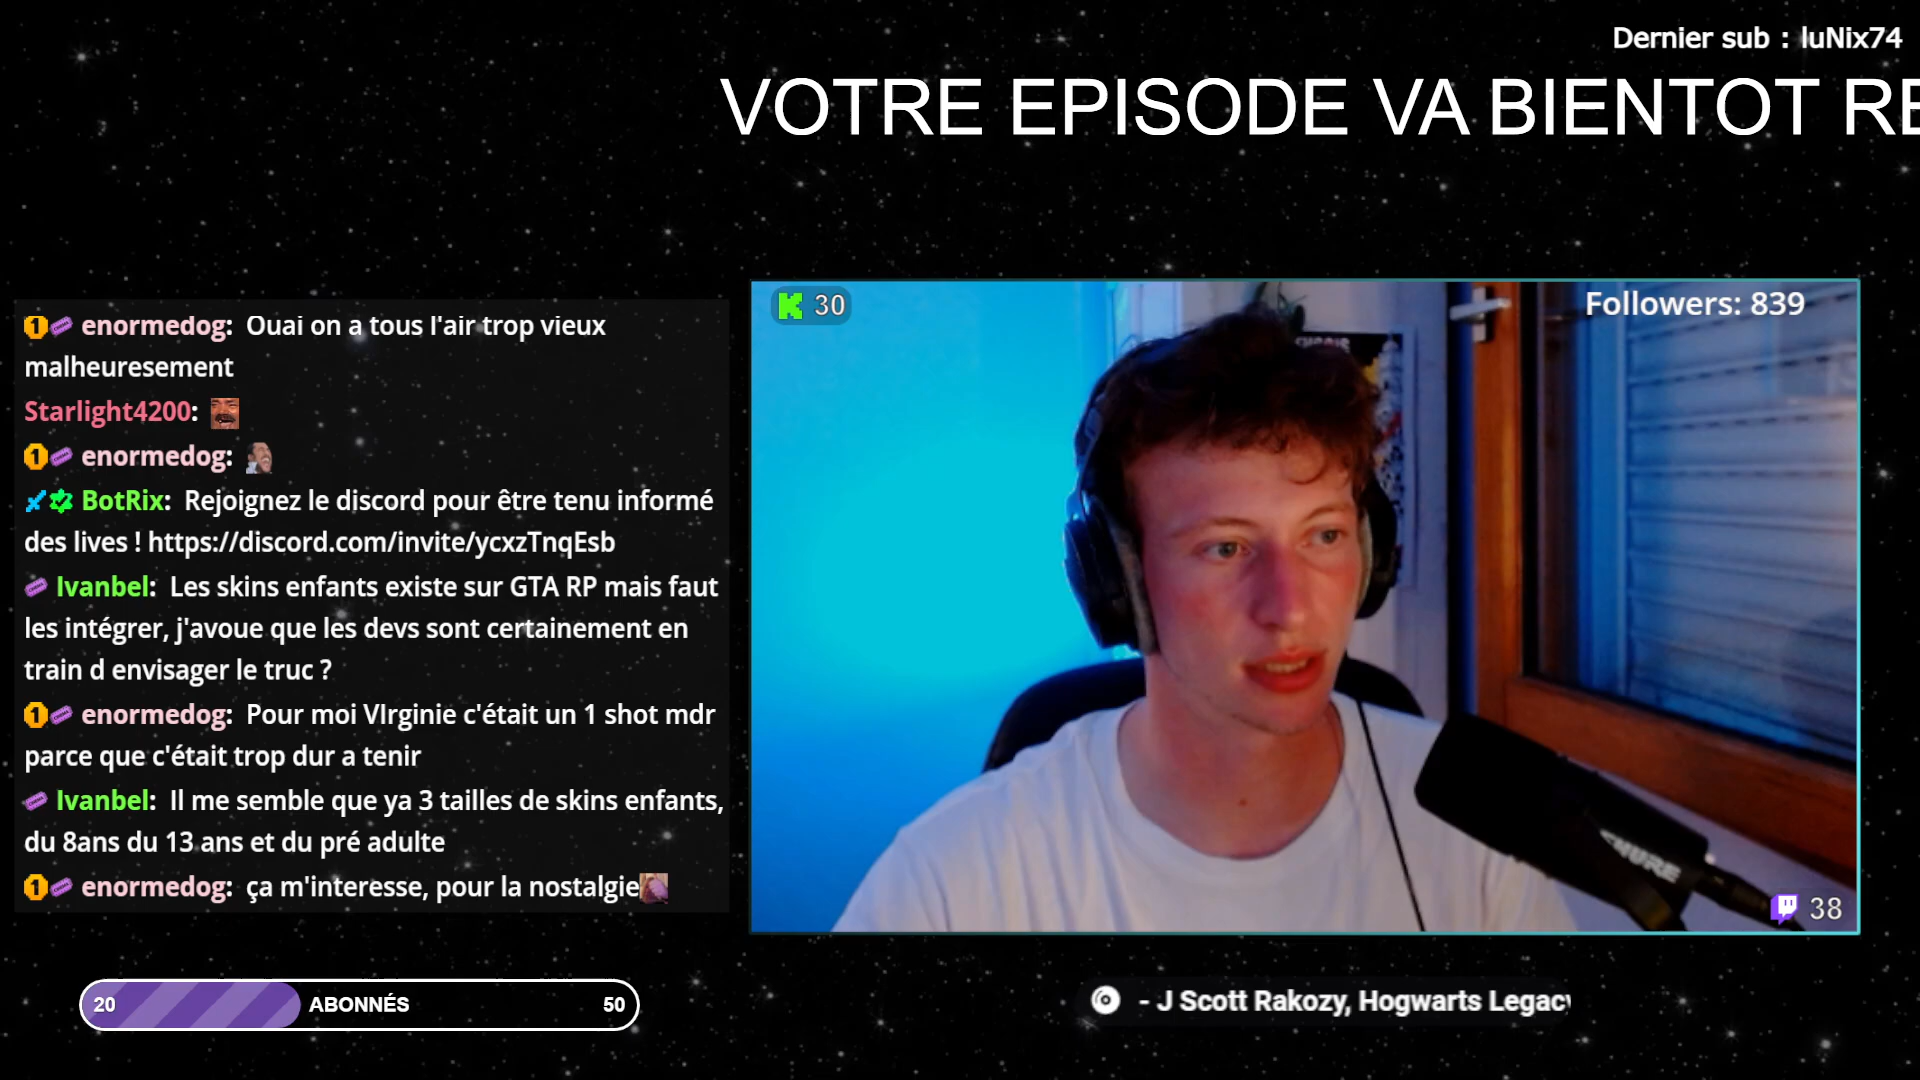 Dernier sub : luNix74
VOTRE EPISODE VA BIENTOT RE
30
Followers: 839
1 enormedog: Ouai on a tous l'air trop vieux
malheuresement
Starlight4200:
1 enormedog:
BotRix: Rejoignez le discord pour être tenu informé
des lives ! https://discord.com/invite/ycxzTnqEsb
Ivanbel: Les skins enfants existe sur GTA RP mais faut
les intégrer, j'avoue que les devs sont certainement en
train d envisager le truc ?
1 enormedog: Pour moi VIrginie c'était un 1 shot mdr
parce que c'était trop dur a tenir
Ivanbel: Il me semble que ya 3 tailles de skins enfants,
du 8ans du 13 ans et du pré adulte
1 enormedog: ça m'interesse, pour la nostalgie
SHURE
38
20 ABONNÉS 50
- J Scott Rakozy, Hogwarts Legacy